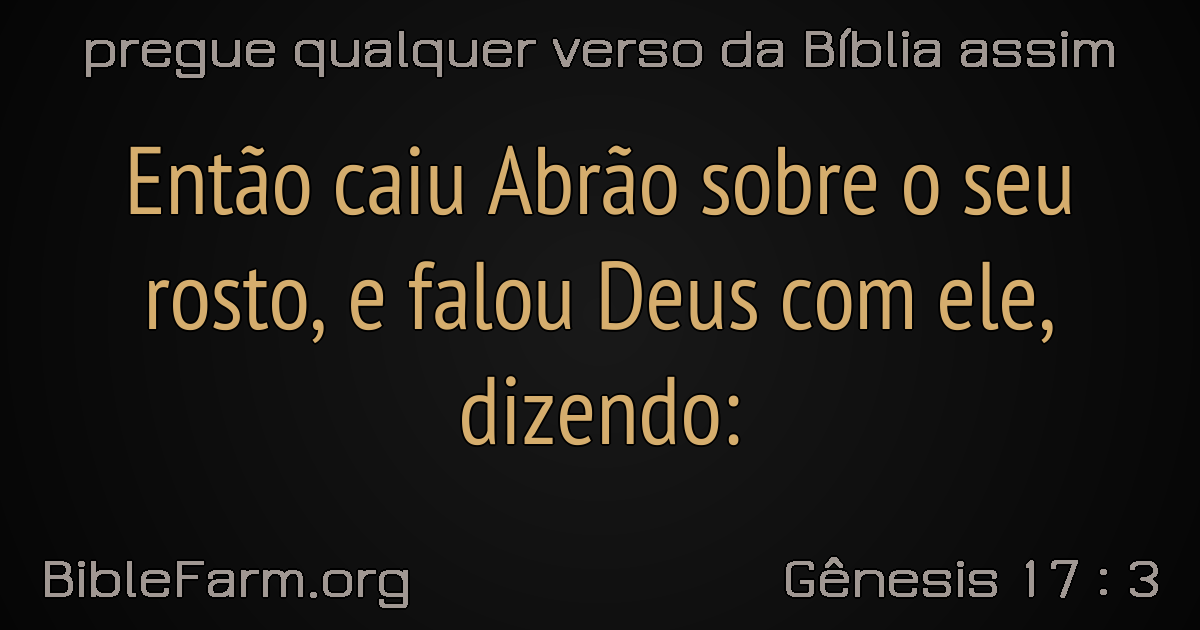 pregue qualquer verso da Bíblia assim
Então caiu Abrão sobre o seu
rosto, e falou Deus com ele,
dizendo:
BibleFarm.org
Gênesis 17 : 3